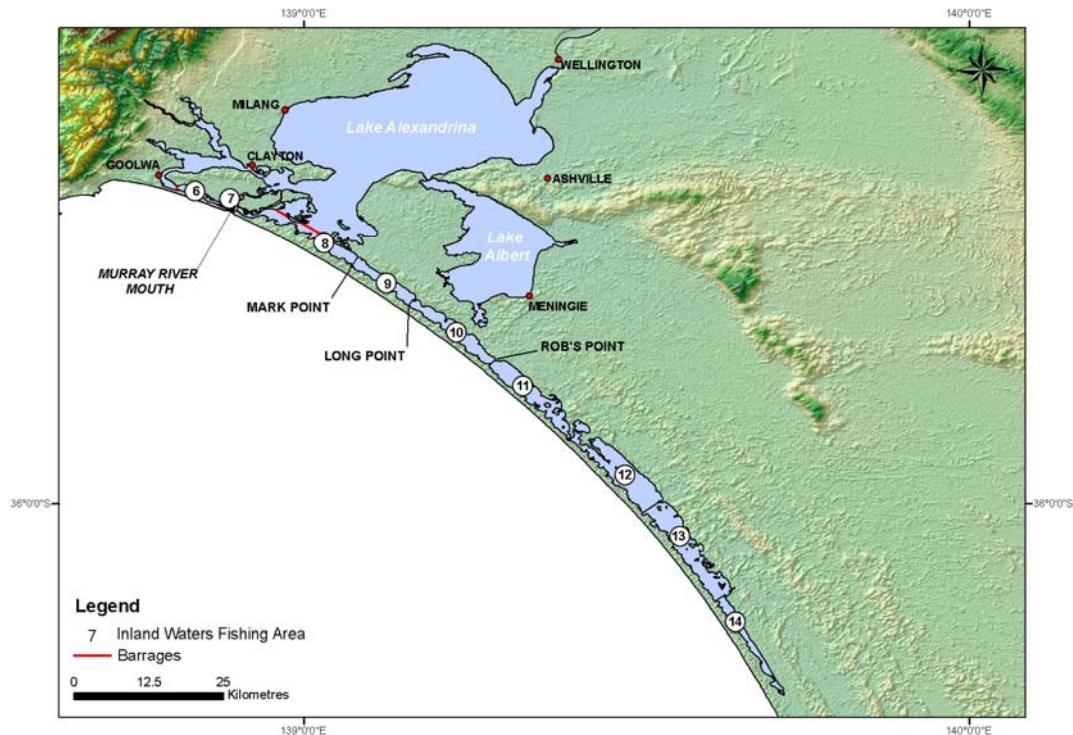 139°0'0"E
140°0'0"E
WELLINGTON
MILANG
Lake Alexandrina
CLAYTON
GOOLWA
ASHVILLE
6
7
Lake
Albert
8
MURRAY RIVER
MOUTH
9
MARK POINT
MENINGIE
10
LONG POINT
ROB'S POINT
11
12
36°0'0"S
36°0'0"S
13
Legend
14
7 Inland Waters Fishing Area
Barrages
0 12.5 25
Kilometres
139°0'0"E
140°0'0"E